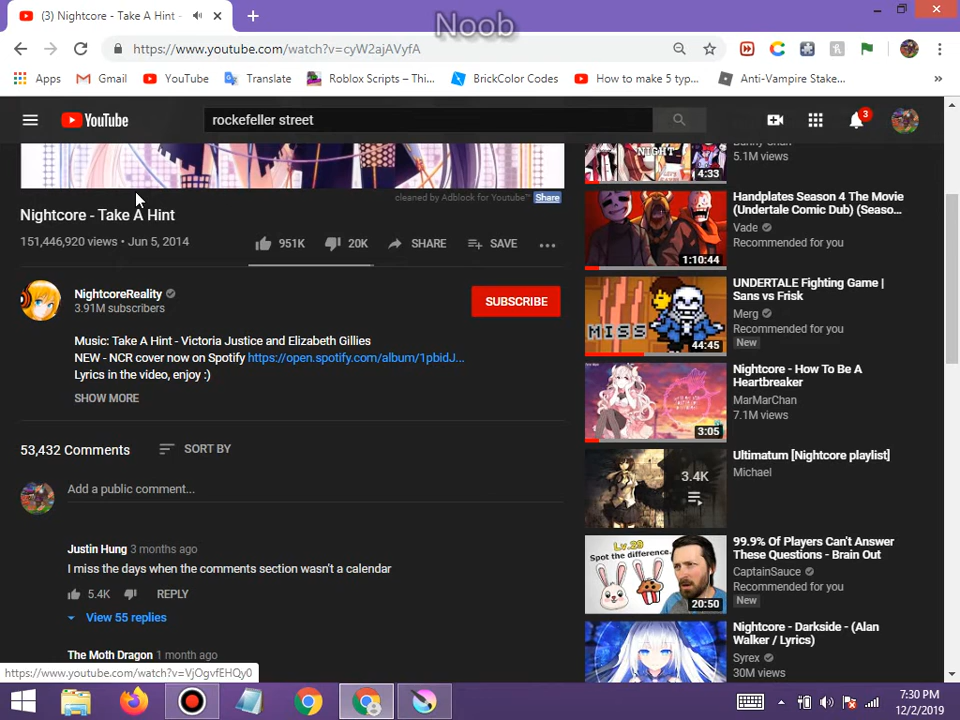 Noob
(3) Nightcore - Take A Hint -
https://www.youtube.com/watch?v=cyW2ajAVyfA
Apps Gmail YouTube Translate Roblox Scripts – Th... BrickColor Codes How to make 5 typ... Anti-Vampire Stake... »
YouTube
rockefeller street
3
NIGHT
4:33
5.1M views
cleaned by Adblock for Youtube™ Share
Nightcore - Take A Hint
151,446,920 views • Jun 5, 2014
951K 20K SHARE SAVE
NightcoreReality
3.91M subscribers
SUBSCRIBE
Music: Take A Hint - Victoria Justice and Elizabeth Gillies
NEW - NCR cover now on Spotify https://open.spotify.com/album/1pbidJ...
Lyrics in the video, enjoy :)
SHOW MORE
53,432 Comments SORT BY
Add a public comment...
Justin Hung 3 months ago
I miss the days when the comments section wasn't a calendar
5.4K REPLY
View 55 replies
The Moth Dragon 1 month ago
https://www.youtube.com/watch?v=VjOgvfEHQy0
Handplates Season 4 The Movie
(Undertale Comic Dub) (Seaso...
Vade
Recommended for you
1:10:44
UNDERTALE Fighting Game |
Sans vs Frisk
Merg
Recommended for you
New
MISS
44:45
Nightcore - How To Be A
Heartbreaker
MarMarChan
7.1M views
3:05
Ultimatum [Nightcore playlist]
Michael
3.4K
99.9% Of Players Can't Answer
These Questions - Brain Out
CaptainSauce
Recommended for you
New
Lv.29
Spot the difference.
20:50
Nightcore - Darkside - (Alan
Walker / Lyrics)
Syrex
30M views
7:30 PM
12/2/2019